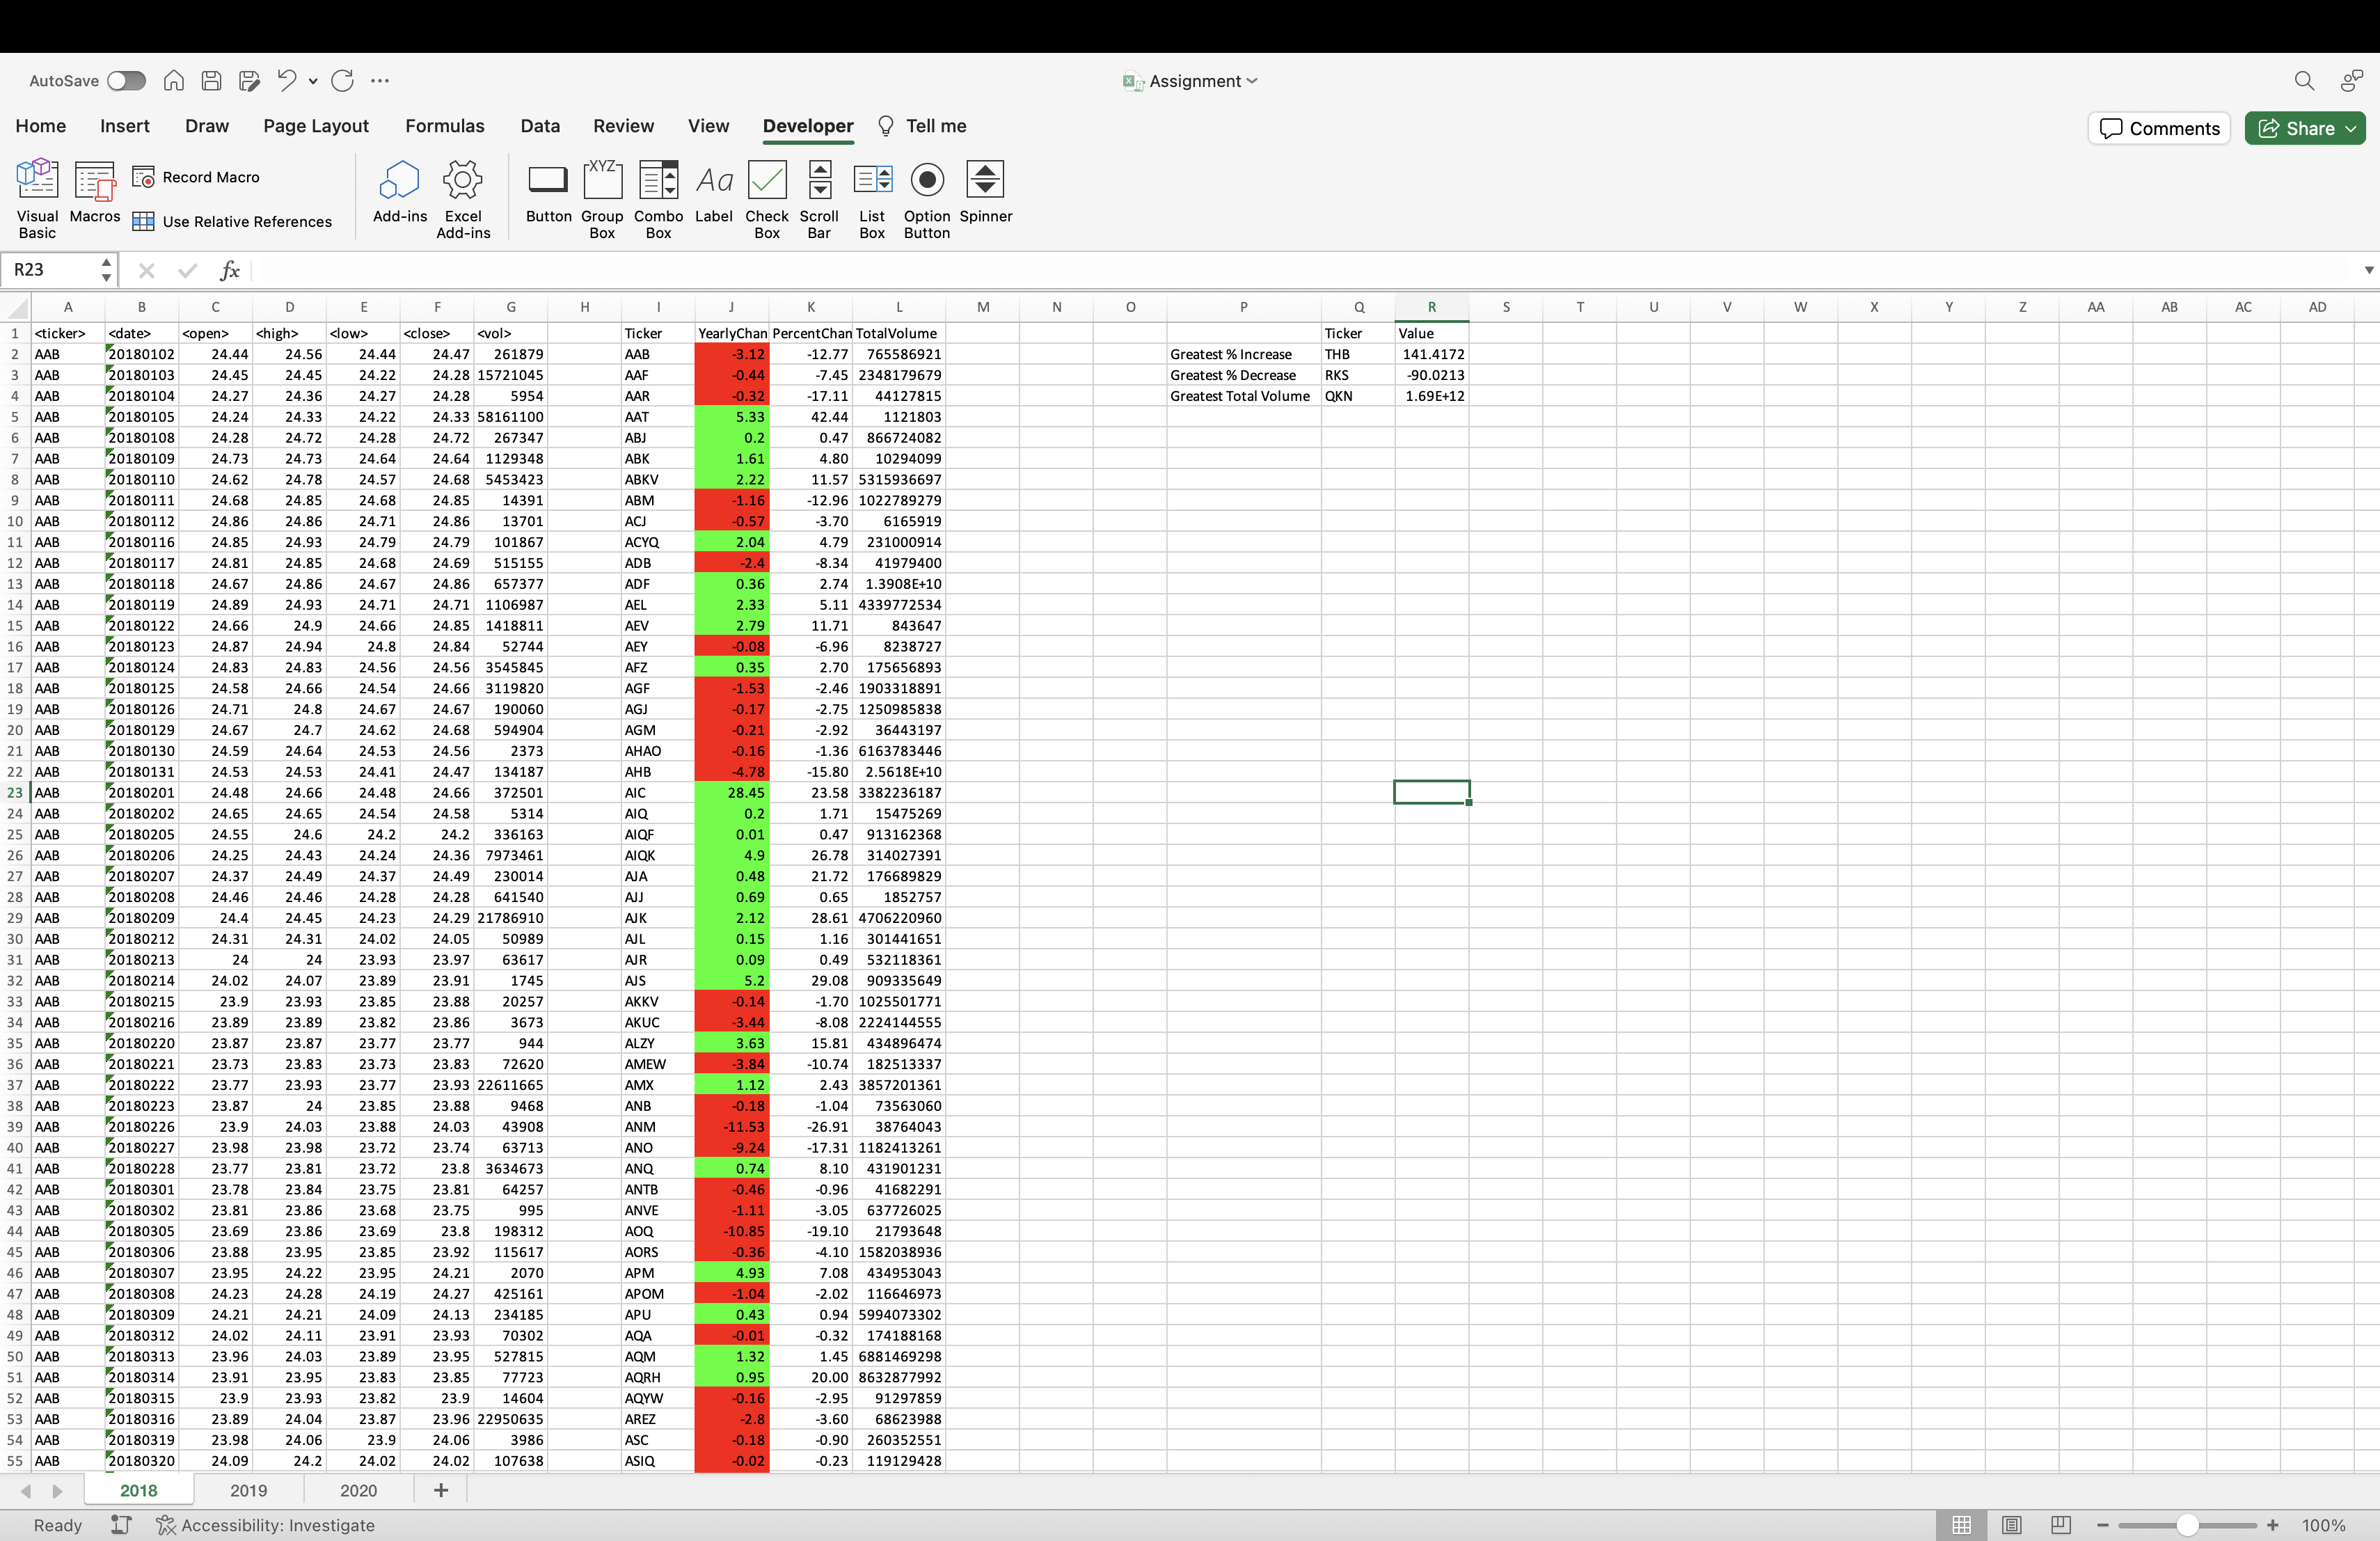 AutoSave Assignment
Home Insert Draw Page Layout Formulas Data Review View Developer Tell me Comments Share
Visual Basic Macros Record Macro Use Relative References Add-ins Excel Add-ins Button Group Box Combo Box Label Check Box Scroll Bar List Box Option Button Spinner
R23 fx
A B C D E F G H I J K L M N O P Q R S T U V W X Y Z AA AB AC AD
1 <ticker> <date> <open> <high> <low> <close> <vol> Ticker YearlyChan PercentChan TotalVolume Ticker Value
2 AAB 20180102 24.44 24.56 24.44 24.47 261879 AAB -3.12 -12.77 765586921 Greatest % Increase THB 141.4172
3 AAB 20180103 24.45 24.45 24.22 24.28 15721045 AAF -0.44 -7.45 2348179679 Greatest % Decrease RKS -90.0213
4 AAB 20180104 24.27 24.36 24.27 24.28 5954 AAR -0.32 -17.11 44127815 Greatest Total Volume QKN 1.69E+12
5 AAB 20180105 24.24 24.33 24.22 24.33 58161100 AAT 5.33 42.44 1121803
6 AAB 20180108 24.28 24.72 24.28 24.72 267347 ABJ 0.2 0.47 866724082
7 AAB 20180109 24.73 24.73 24.64 24.64 1129348 ABK 1.61 4.80 10294099
8 AAB 20180110 24.62 24.78 24.57 24.68 5453423 ABKV 2.22 11.57 5315936697
9 AAB 20180111 24.68 24.85 24.68 24.85 14391 ABM -1.16 -12.96 1022789279
10 AAB 20180112 24.86 24.86 24.71 24.86 13701 ACJ -0.57 -3.70 6165919
11 AAB 20180116 24.85 24.93 24.79 24.79 101867 ACYQ 2.04 4.79 231000914
12 AAB 20180117 24.81 24.85 24.68 24.69 515155 ADB -2.4 -8.34 41979400
13 AAB 20180118 24.67 24.86 24.67 24.86 657377 ADF 0.36 2.74 1.3908E+10
14 AAB 20180119 24.89 24.93 24.71 24.71 1106987 AEL 2.33 5.11 4339772534
15 AAB 20180122 24.66 24.9 24.66 24.85 1418811 AEV 2.79 11.71 843647
16 AAB 20180123 24.87 24.94 24.8 24.84 52744 AEY -0.08 -6.96 8238727
17 AAB 20180124 24.83 24.83 24.56 24.56 3545845 AFZ 0.35 2.70 175656893
18 AAB 20180125 24.58 24.66 24.54 24.66 3119820 AGF -1.53 -2.46 1903318891
19 AAB 20180126 24.71 24.8 24.67 24.67 190060 AGJ -0.17 -2.75 1250985838
20 AAB 20180129 24.67 24.7 24.62 24.68 594904 AGM -0.21 -2.92 36443197
21 AAB 20180130 24.59 24.64 24.53 24.56 2373 AHAO -0.16 -1.36 6163783446
22 AAB 20180131 24.53 24.53 24.41 24.47 134187 AHB -4.78 -15.80 2.5618E+10
23 AAB 20180201 24.48 24.66 24.48 24.66 372501 AIC 28.45 23.58 3382236187
24 AAB 20180202 24.65 24.65 24.54 24.58 5314 AIQ 0.2 1.71 15475269
25 AAB 20180205 24.55 24.6 24.2 24.2 336163 AIQF 0.01 0.47 913162368
26 AAB 20180206 24.25 24.43 24.24 24.36 7973461 AIQK 4.9 26.78 314027391
27 AAB 20180207 24.37 24.49 24.37 24.49 230014 AJA 0.48 21.72 176689829
28 AAB 20180208 24.46 24.46 24.28 24.28 641540 AJJ 0.69 0.65 1852757
29 AAB 20180209 24.4 24.45 24.23 24.29 21786910 AJK 2.12 28.61 4706220960
30 AAB 20180212 24.31 24.31 24.02 24.05 50989 AJL 0.15 1.16 301441651
31 AAB 20180213 24 24 23.93 23.97 63617 AJR 0.09 0.49 532118361
32 AAB 20180214 24.02 24.07 23.89 23.91 1745 AJS 5.2 29.08 909335649
33 AAB 20180215 23.9 23.93 23.85 23.88 20257 AKKV -0.14 -1.70 1025501771
34 AAB 20180216 23.89 23.89 23.82 23.86 3673 AKUC -3.44 -8.08 2224144555
35 AAB 20180220 23.87 23.87 23.77 23.77 944 ALZY 3.63 15.81 434896474
36 AAB 20180221 23.73 23.83 23.73 23.83 72620 AMEW -3.84 -10.74 182513337
37 AAB 20180222 23.77 23.93 23.77 23.93 22611665 AMX 1.12 2.43 3857201361
38 AAB 20180223 23.87 24 23.85 23.88 9468 ANB -0.18 -1.04 73563060
39 AAB 20180226 23.9 24.03 23.88 24.03 43908 ANM -11.53 -26.91 38764043
40 AAB 20180227 23.98 23.98 23.72 23.74 63713 ANO -9.24 -17.31 1182413261
41 AAB 20180228 23.77 23.81 23.72 23.8 3634673 ANQ 0.74 8.10 431901231
42 AAB 20180301 23.78 23.84 23.75 23.81 64257 ANTB -0.46 -0.96 41682291
43 AAB 20180302 23.81 23.86 23.68 23.75 995 ANVE -1.11 -3.05 637726025
44 AAB 20180305 23.69 23.86 23.69 23.8 198312 AOQ -10.85 -19.10 21793648
45 AAB 20180306 23.88 23.95 23.85 23.92 115617 AORS -0.36 -4.10 1582038936
46 AAB 20180307 23.95 24.22 23.95 24.21 2070 APM 4.93 7.08 434953043
47 AAB 20180308 24.23 24.28 24.19 24.27 425161 APOM -1.04 -2.02 116646973
48 AAB 20180309 24.21 24.21 24.09 24.13 234185 APU 0.43 0.94 5994073302
49 AAB 20180312 24.02 24.11 23.91 23.93 70302 AQA -0.01 -0.32 174188168
50 AAB 20180313 23.96 24.03 23.89 23.95 527815 AQM 1.32 1.45 6881469298
51 AAB 20180314 23.91 23.95 23.83 23.85 77723 AQRH 0.95 20.00 8632877992
52 AAB 20180315 23.9 23.93 23.82 23.9 14604 AQYW -0.16 -2.95 91297859
53 AAB 20180316 23.89 24.04 23.87 23.96 22950635 AREZ -2.8 -3.60 68623988
54 AAB 20180319 23.98 24.06 23.9 24.06 3986 ASC -0.18 -0.90 260352551
55 AAB 20180320 24.09 24.2 24.02 24.02 107638 ASIQ -0.02 -0.23 119129428
2018 2019 2020 +
Ready Accessibility: Investigate 100%